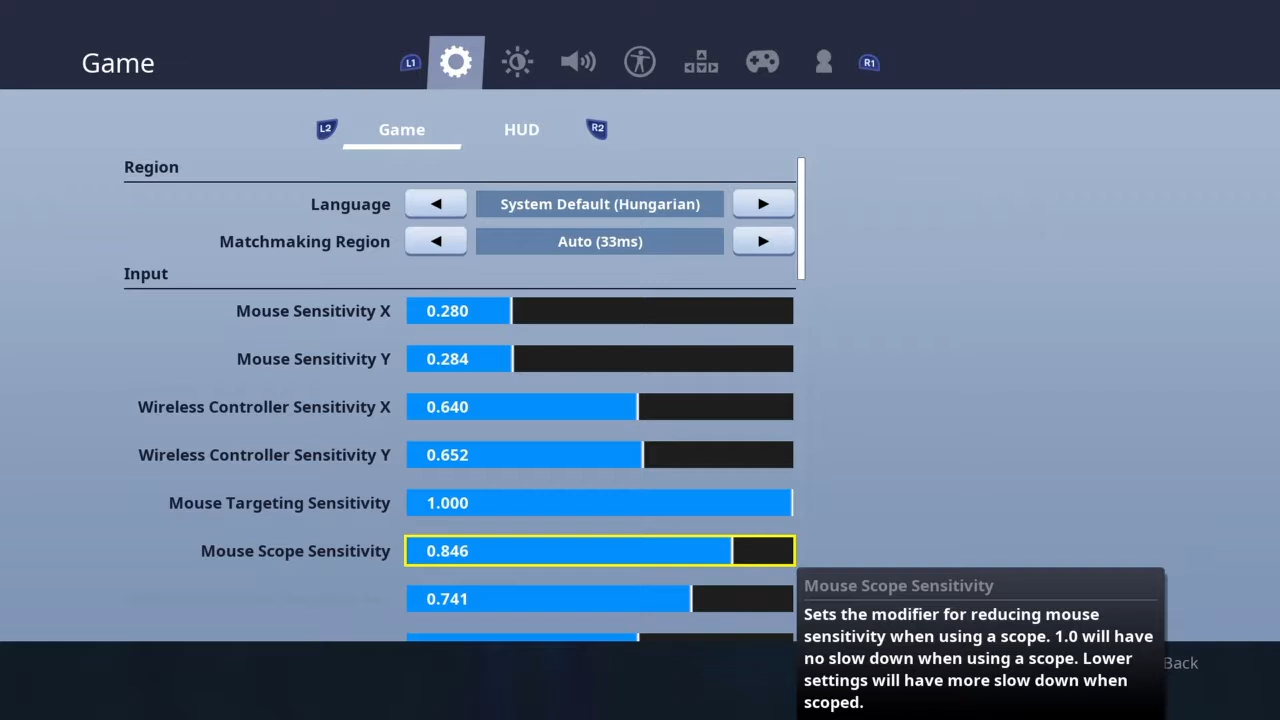 Game
L1
R1
L2
Game
HUD
R2
Region
Language
System Default (Hungarian)
Matchmaking Region
Auto (33ms)
Input
Mouse Sensitivity X
0.280
Mouse Sensitivity Y
0.284
Wireless Controller Sensitivity X
0.640
Wireless Controller Sensitivity Y
0.652
Mouse Targeting Sensitivity
1.000
Mouse Scope Sensitivity
0.846
0.741
Mouse Scope Sensitivity
Sets the modifier for reducing mouse
sensitivity when using a scope. 1.0 will have
no slow down when using a scope. Lower
settings will have more slow down when
scoped.
Back